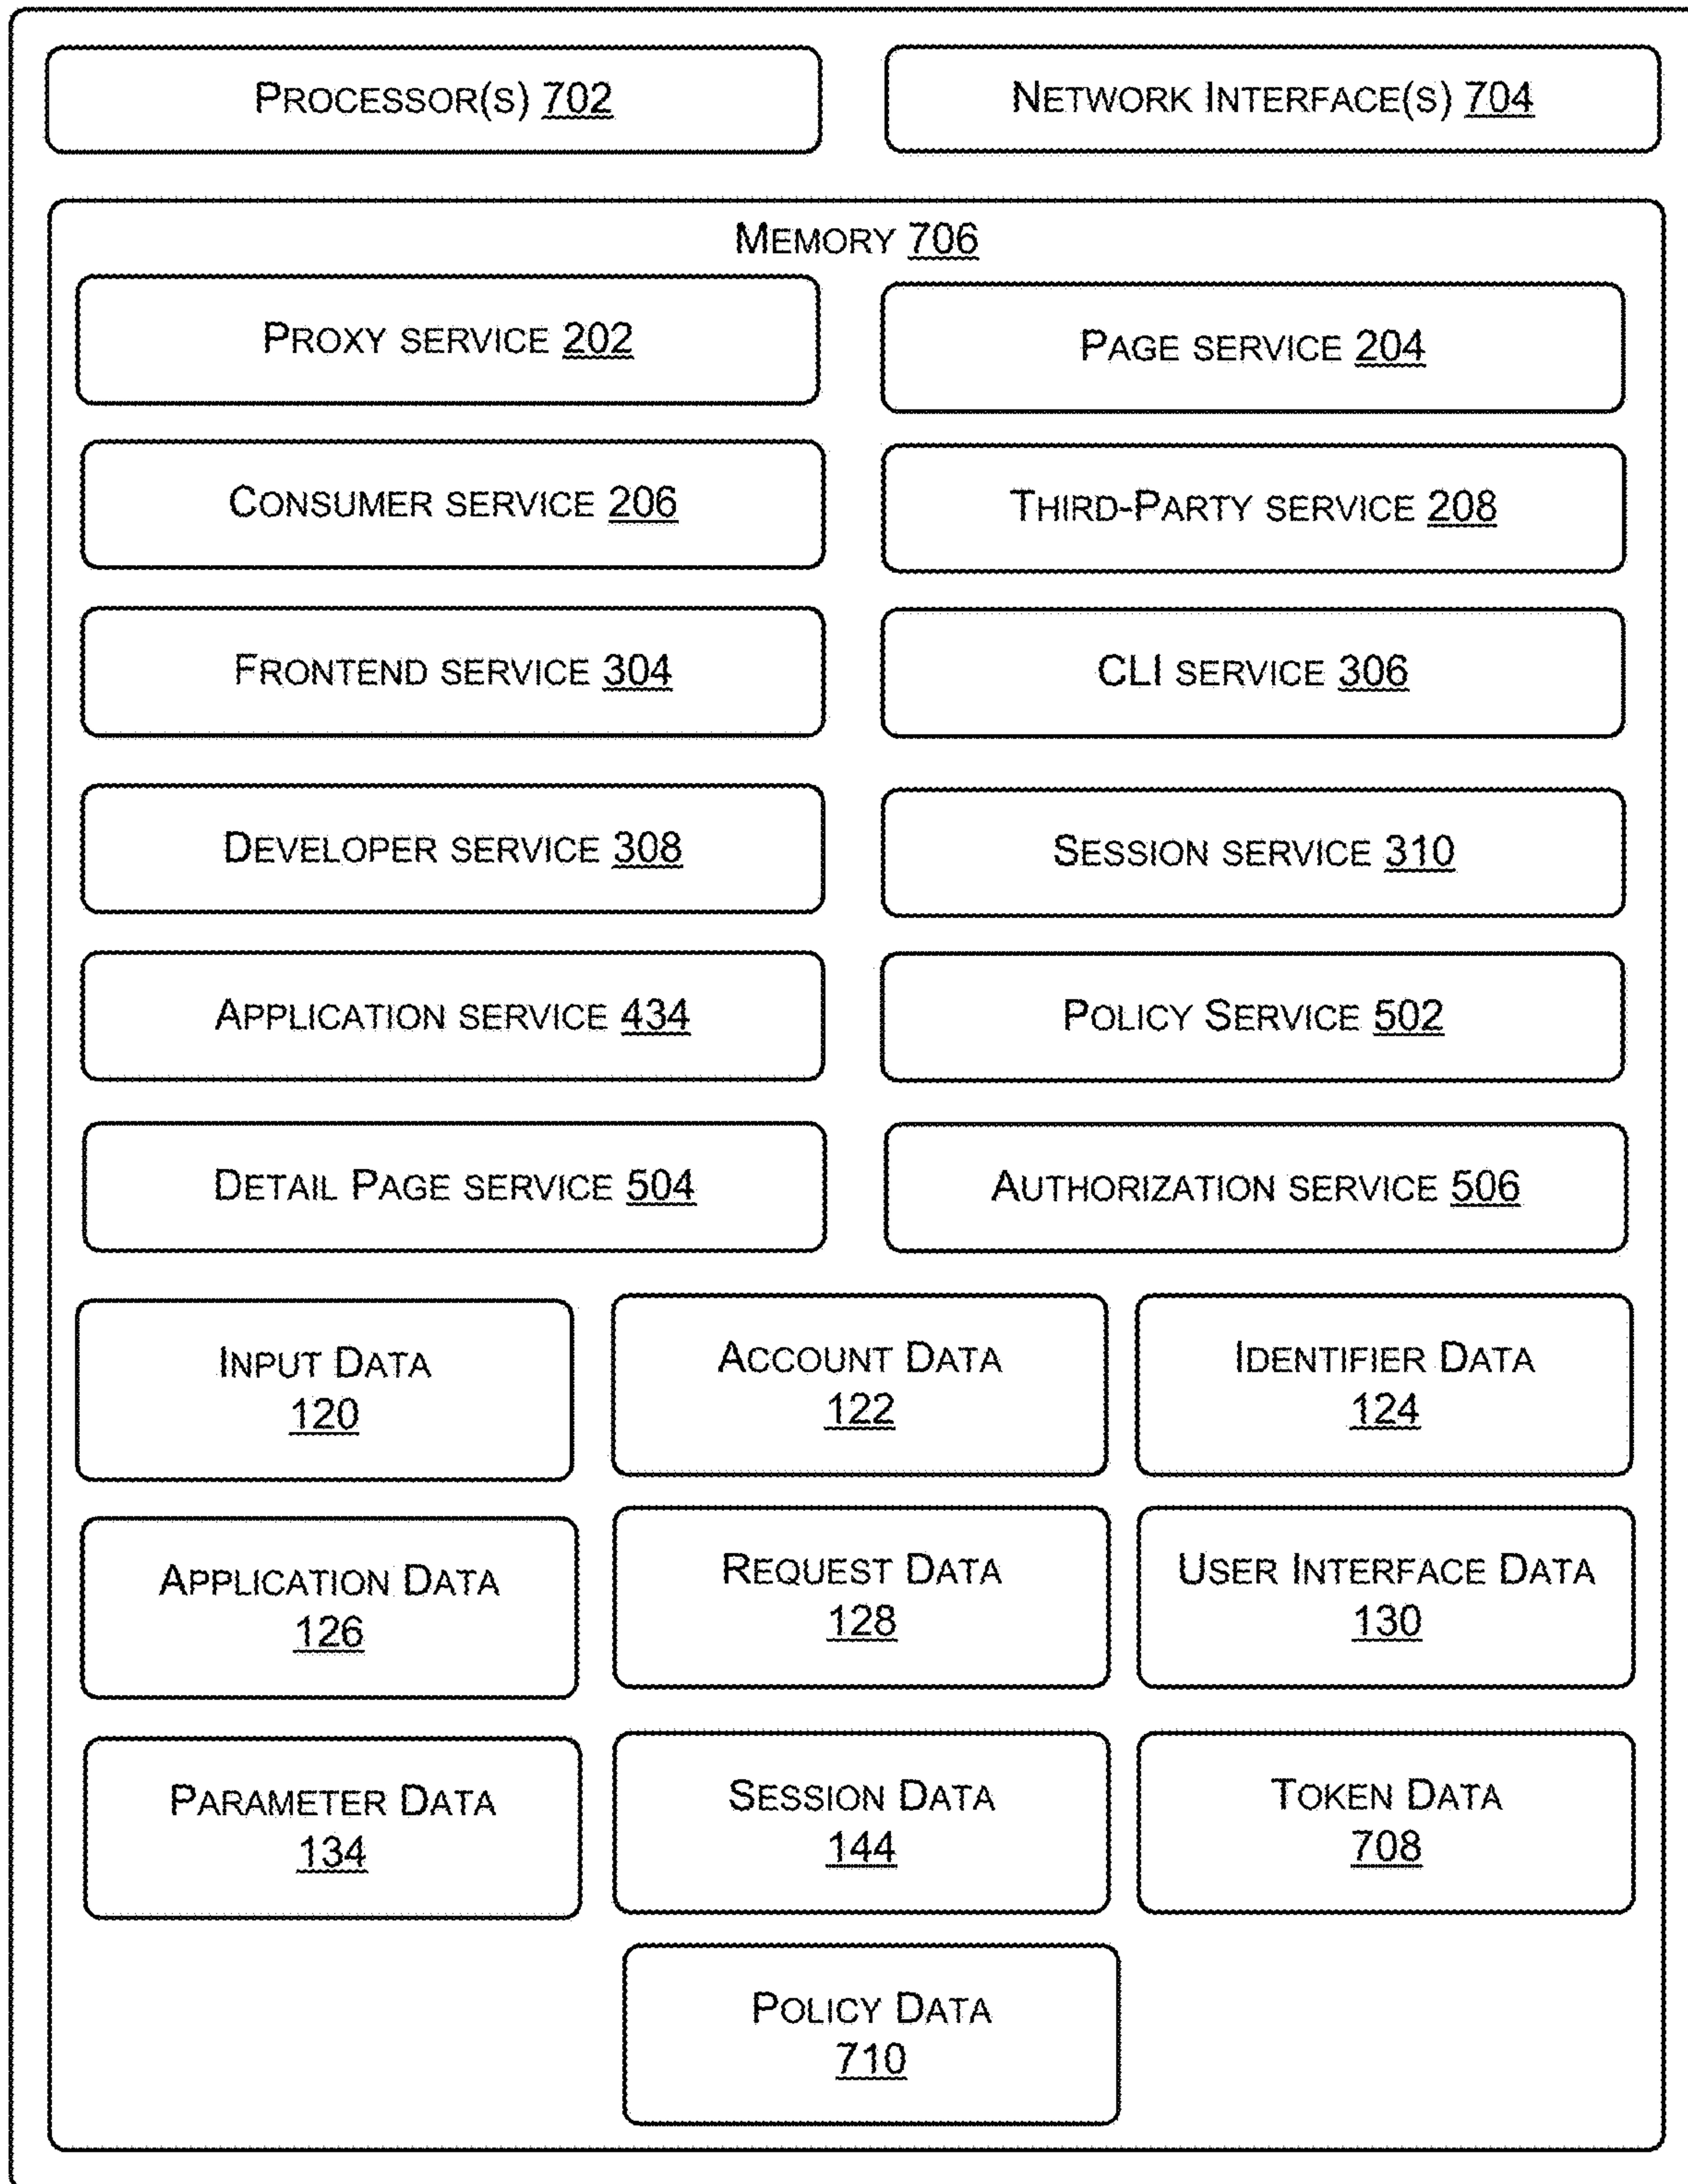 PROCESSOR(S) 702
NETWORK INTERFACE(S) 704
MEMORY 706
PROXY SERVICE 202
PAGE SERVICE 204
CONSUMER SERVICE 206
THIRD-PARTY SERVICE 208
FRONTEND SERVICE 304
CLI SERVICE 306
DEVELOPER SERVICE 308
SESSION SERVICE 310
APPLICATION SERVICE 434
POLICY SERVICE 502
DETAIL PAGE SERVICE 504
AUTHORIZATION SERVICE 506
INPUT DATA
120
ACCOUNT DATA
122
IDENTIFIER DATA
124
APPLICATION DATA
126
REQUEST DATA
128
USER INTERFACE DATA
130
PARAMETER DATA
134
SESSION DATA
144
TOKEN DATA
708
POLICY DATA
710